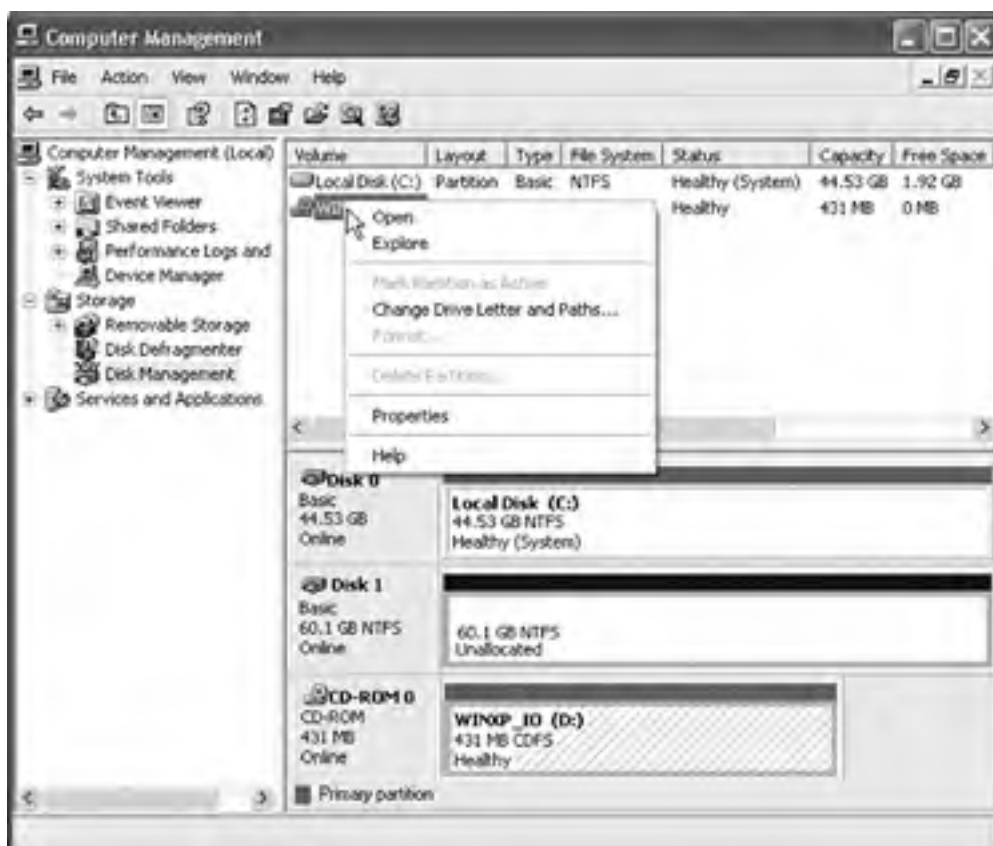 Computer Management
File Action View Window Help
Computer Management (Local)
System Tools
Event Viewer
Shared Folders
Performance Logs and
Device Manager
Storage
Removable Storage
Disk Defragmenter
Disk Management
Services and Applications
Volume Layout Type File System Status Capacity Free Space
Local Disk (C:) Partition Basic NTFS Healthy (System) 44.53 GB 1.92 GB
Healthy 431 MB 0 MB
Open
Explore
Mark Partition as Active
Change Drive Letter and Paths...
Format...
Delete Partition...
Properties
Help
Disk 0
Basic
44.53 GB
Online
Local Disk (C:)
44.53 GB NTFS
Healthy (System)
Disk 1
Basic
60.1 GB NTFS
Online
60.1 GB NTFS
Unallocated
CD-ROM 0
CD-ROM
431 MB
Online
WINXP_IO (D:)
431 MB CDFS
Healthy
Primary partition